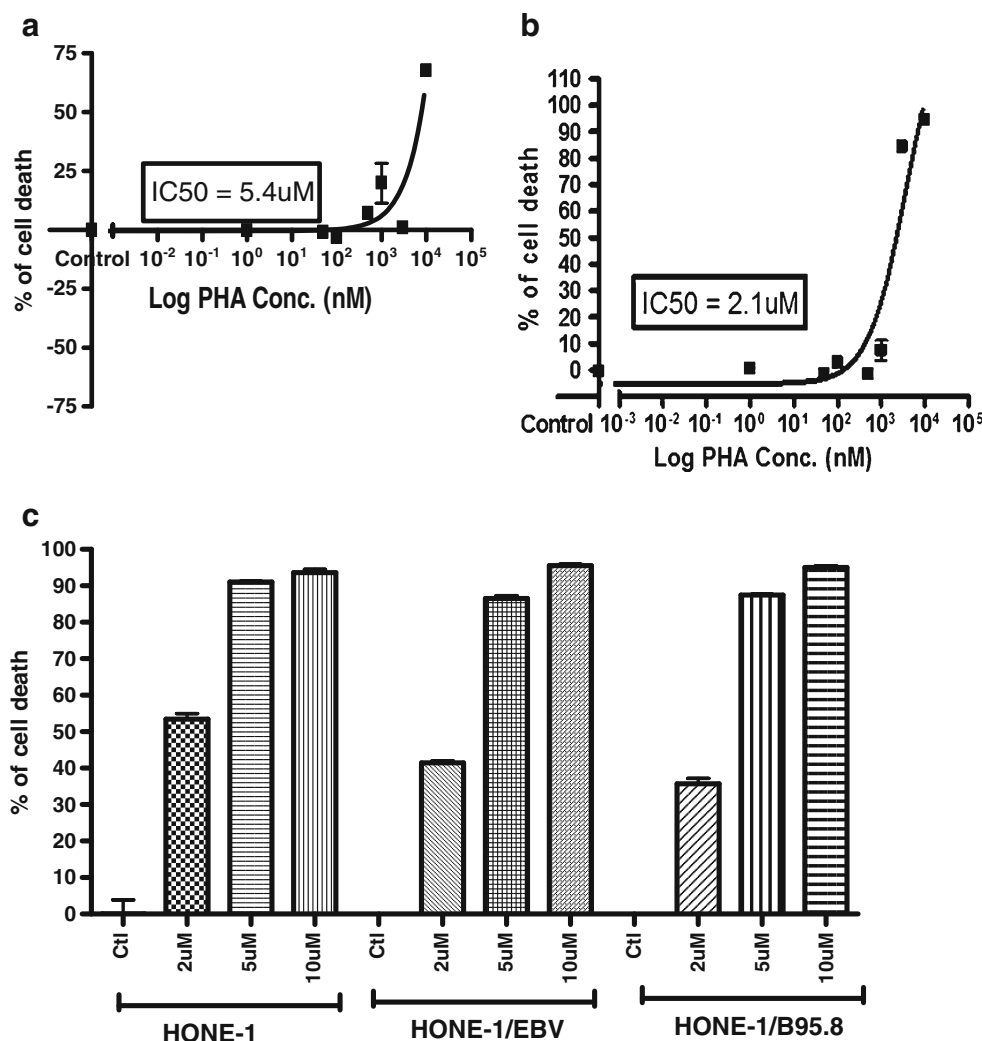 a
75
50
25
-25
-50
-75
% of cell death
IC50 = 5.4uM
Control 10⁻² 10⁻¹ 10⁰ 10¹ 10² 10³ 10⁴ 10⁵
Log PHA Conc. (nM)
b
110
100
90
80
70
60
50
40
30
20
10
0
% of cell death
IC50 = 2.1uM
Control 10⁻³ 10⁻² 10⁻¹ 10⁰ 10¹ 10² 10³ 10⁴ 10⁵
Log PHA Conc. (nM)
c
100
90
80
70
60
50
40
30
20
10
0
% of cell death
Ctl 2uM 5uM 10uM Ctl 2uM 5uM 10uM Ctl 2uM 5uM 10uM
HONE-1 HONE-1/EBV HONE-1/B95.8